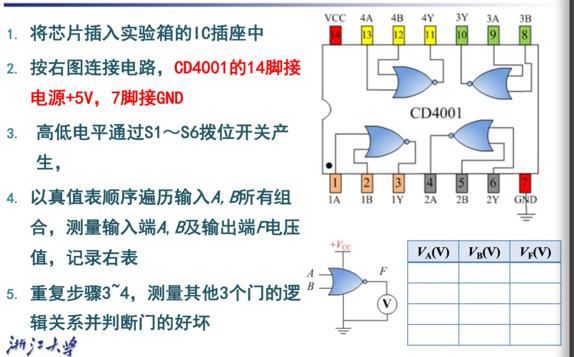 1. 将芯片插入实验箱的IC插座中
2. 按右图连接电路，CD4001的14脚接
电源+5V，7脚接GND
3. 高低电平通过S1～S6拨位开关产
生，
4. 以真值表顺序遍历输入A,B所有组
合，测量输入端A,B及输出端F电压
值，记录右表
5. 重复步骤3~4，测量其他3个门的逻
辑关系并判断门的好坏
浙江大学
VCC 4A 4B 4Y 3Y 3A 3B
14 13 12 11 10 9 8
CD4001
1 2 3 4 5 6 7
1A 1B 1Y 2A 2B 2Y GND
+VCC
A
B
F
V
VA(V) VB(V) VF(V)